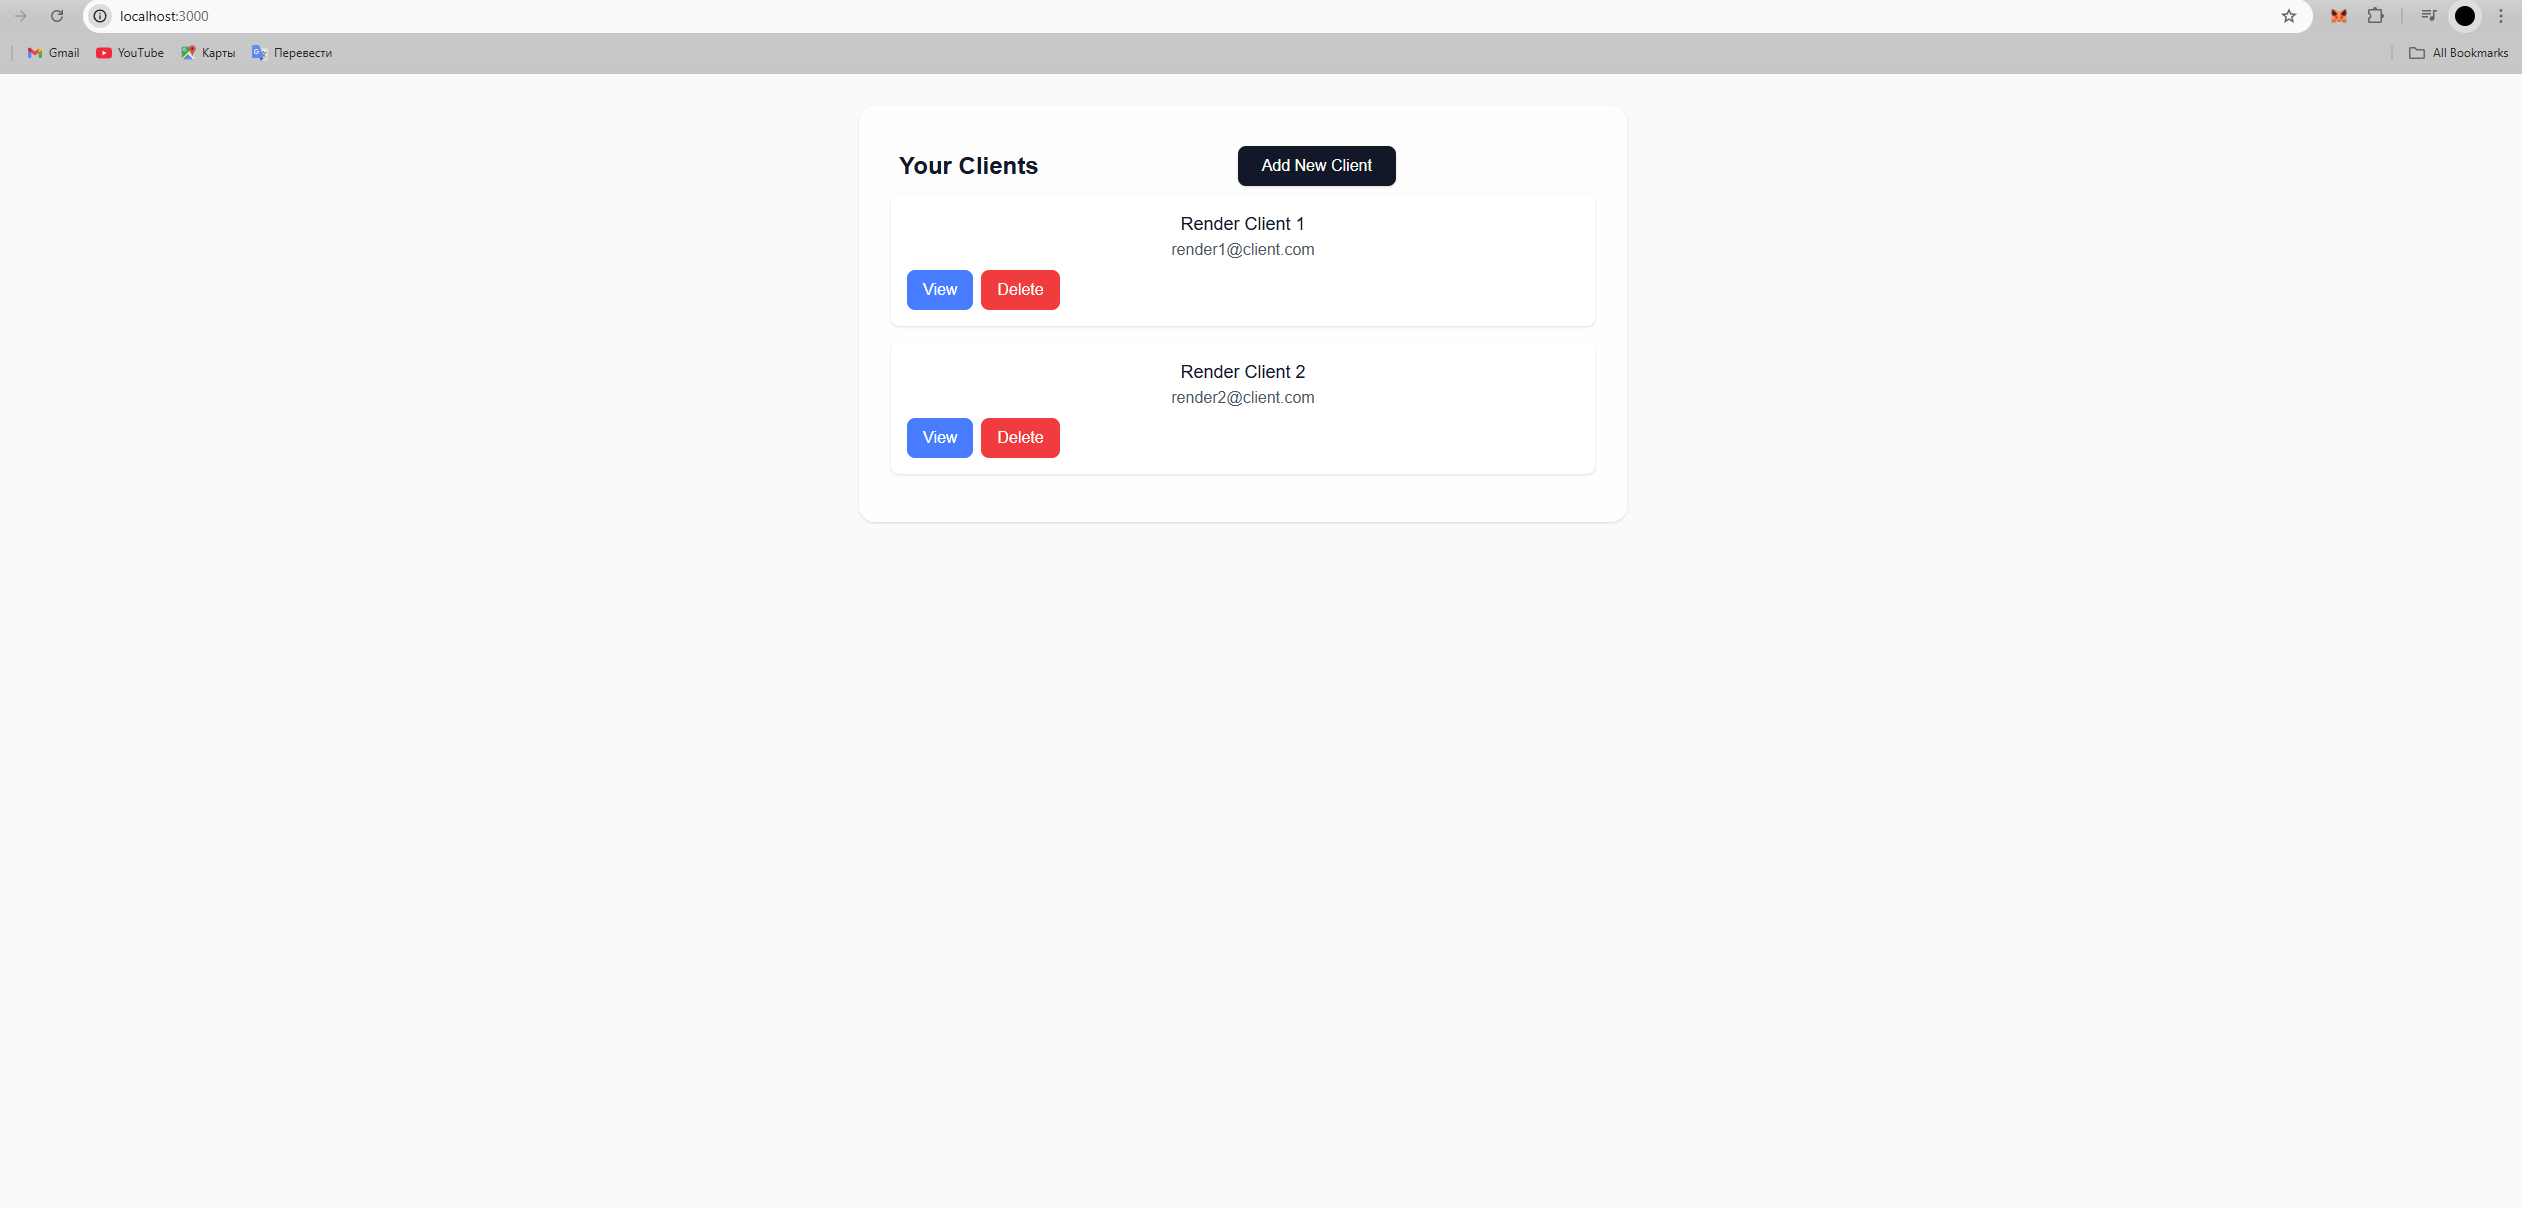 localhost:3000
Gmail YouTube Карты Перевести All Bookmarks
Your Clients Add New Client
Render Client 1
render1@client.com
View Delete
Render Client 2
render2@client.com
View Delete